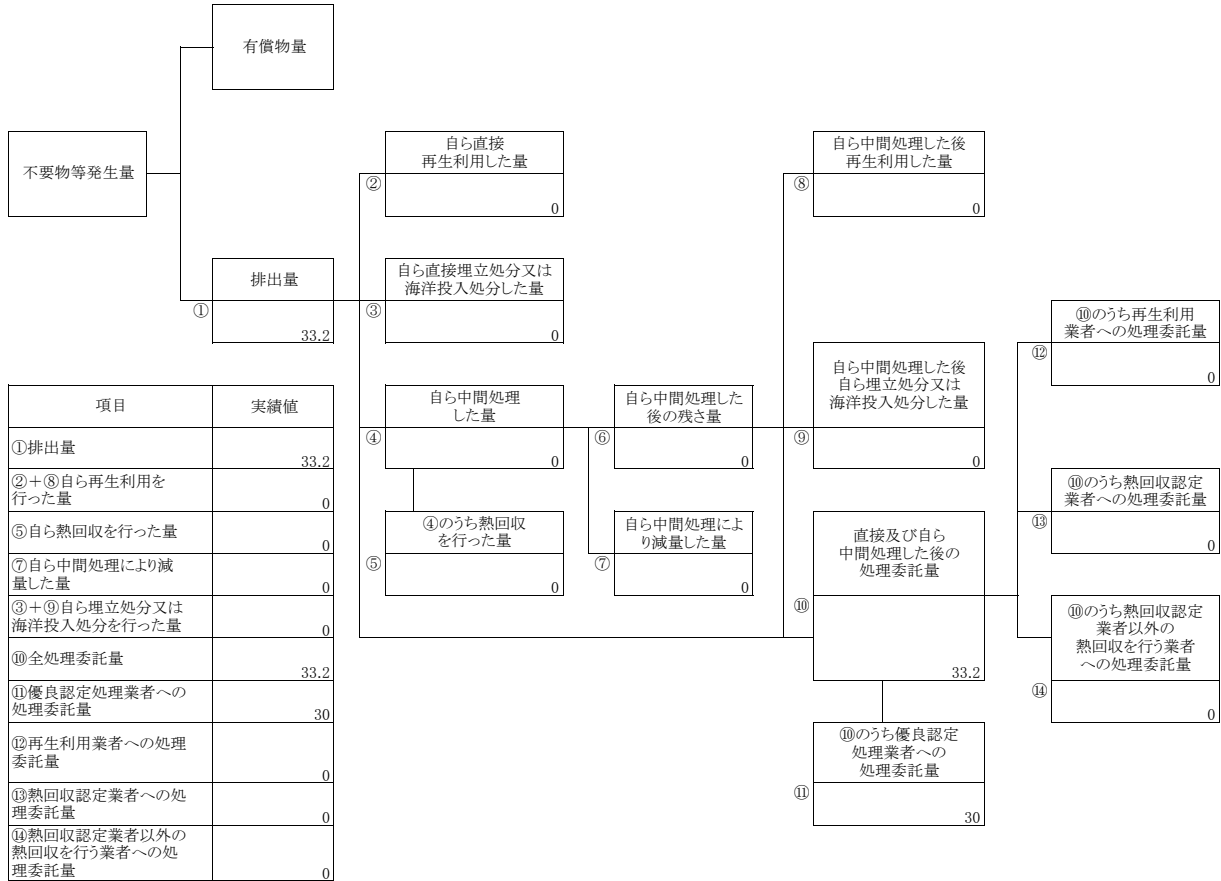 有償物量
不要物等発生量
排出量
①
33.2
自ら直接
再生利用した量
②
0
自ら直接埋立処分又は
海洋投入処分した量
③
0
自ら中間処理
した量
④
0
④のうち熱回収
を行った量
⑤
0
自ら中間処理した
後の残さ量
⑥
0
自ら中間処理によ
り減量した量
⑦
0
自ら中間処理した後
再生利用した量
⑧
0
自ら中間処理した後
自ら埋立処分又は
海洋投入処分した量
⑨
0
直接及び自ら
中間処理した後の
処理委託量
⑩
33.2
⑩のうち優良認定
処理業者への
処理委託量
⑪
30
⑩のうち再生利用
業者への処理委託量
⑫
0
⑩のうち熱回収認定
業者への処理委託量
⑬
0
⑩のうち熱回収認定
業者以外の
熱回収を行う業者
への処理委託量
⑭
0
項目 実績値
①排出量
33.2
②＋⑧自ら再生利用を
行った量
0
⑤自ら熱回収を行った量
0
⑦自ら中間処理により減
量した量
0
③＋⑨自ら埋立処分又は
海洋投入処分を行った量
0
⑩全処理委託量
33.2
⑪優良認定処理業者への
処理委託量
30
⑫再生利用業者への処理
委託量
0
⑬熱回収認定業者への処
理委託量
0
⑭熱回収認定業者以外の
熱回収を行う業者への処
理委託量
0